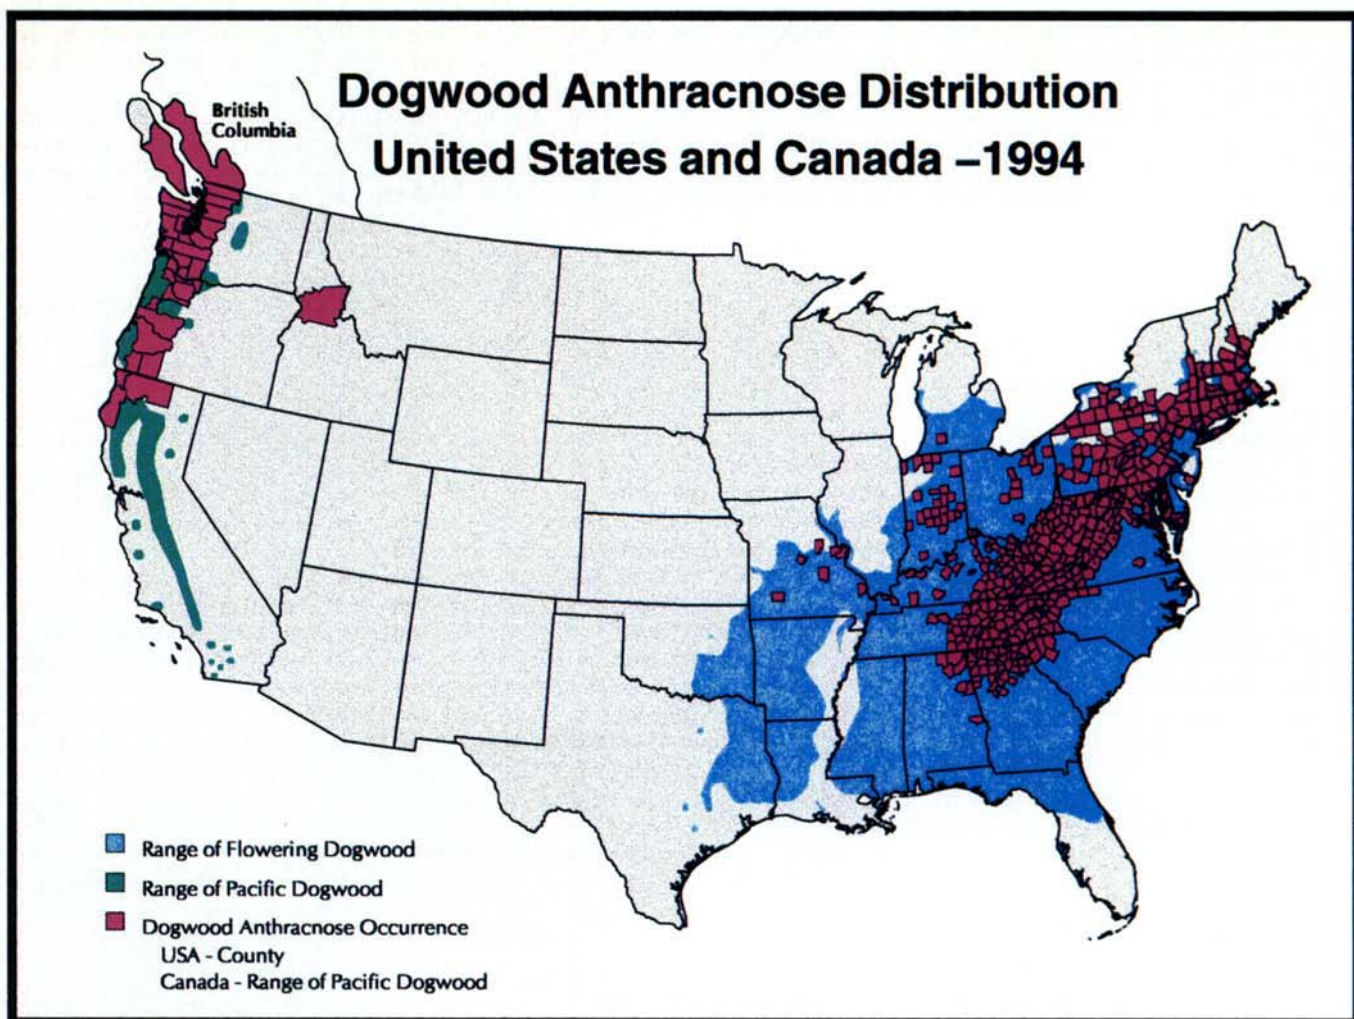 Dogwood Anthracnose Distribution
United States and Canada –1994
British
Columbia
Range of Flowering Dogwood
Range of Pacific Dogwood
Dogwood Anthracnose Occurrence
USA - County
Canada - Range of Pacific Dogwood